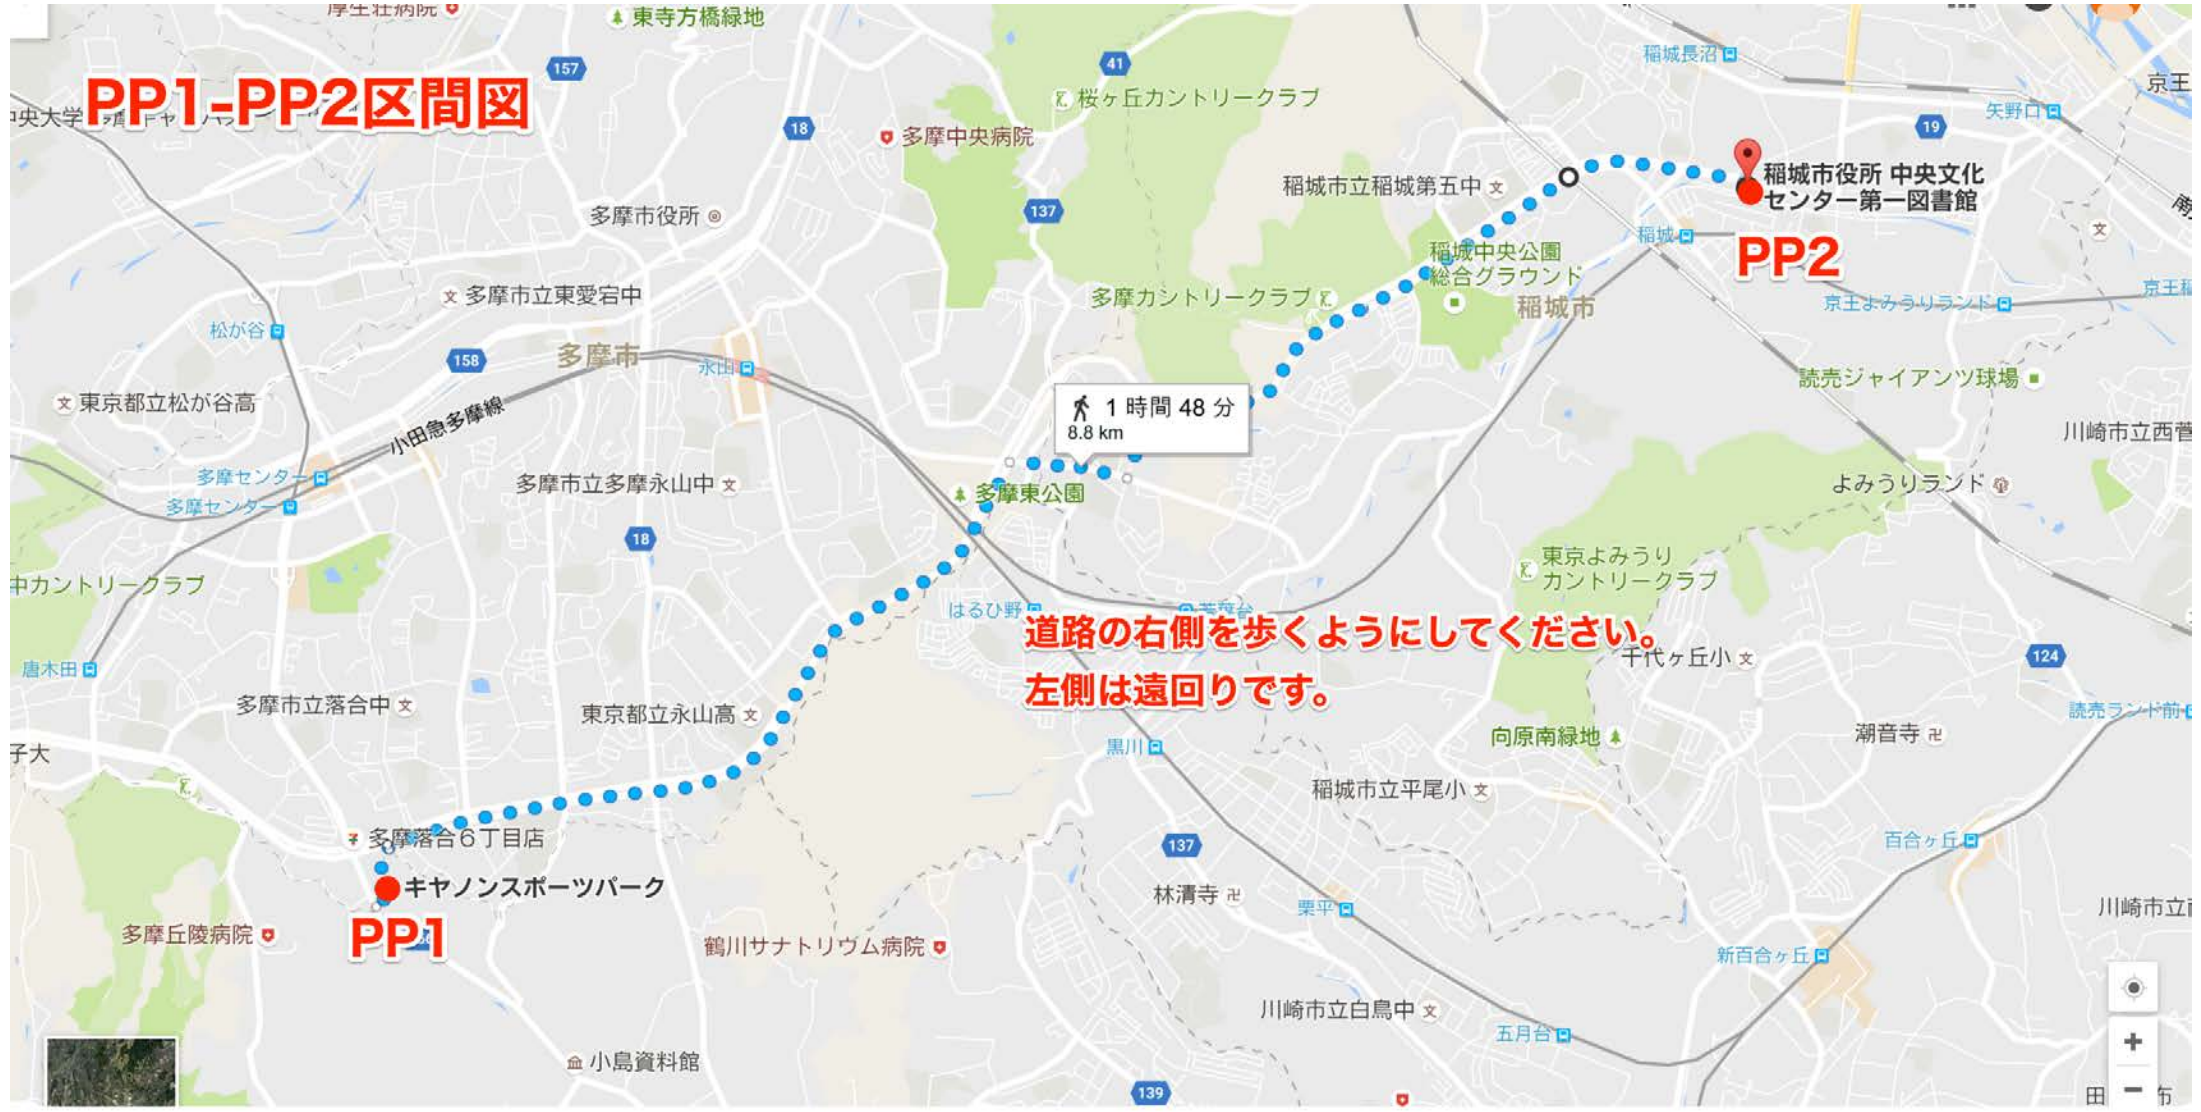 厚生荘病院
東寺方橋緑地
157
41
稲城長沼
PP1-PP2区間図
桜ヶ丘カントリークラブ
京王
矢野口
18
多摩中央病院
19
稲城市役所 中央文化
センター第一図書館
稲城市立稲城第五中
多摩市役所
137
稲城
PP2
稲城中央公園
総合グラウンド
多摩市立東愛宕中
多摩カントリークラブ
稲城市
京王よみうりランド
松が谷
158
多摩市
永山
読売ジャイアンツ球場
東京都立松が谷高
小田急多摩線
1 時間 48 分
8.8 km
川崎市立西菅
多摩センター
多摩センター
多摩市立多摩永山中
多摩東公園
よみうりランド
18
東京よみうり
カントリークラブ
中カントリークラブ
はるひ野
若葉台
道路の右側を歩くようにしてください。
左側は遠回りです。
千代ヶ丘小
124
唐木田
多摩市立落合中
東京都立永山高
読売ランド前
向原南緑地
潮音寺
子大
黒川
稲城市立平尾小
多摩落合6丁目店
137
百合ヶ丘
キヤノンスポーツパーク
林清寺
栗平
川崎市立
PP1
多摩丘陵病院
鶴川サナトリウム病院
新百合ヶ丘
川崎市立白鳥中
五月台
小島資料館
139
田
布